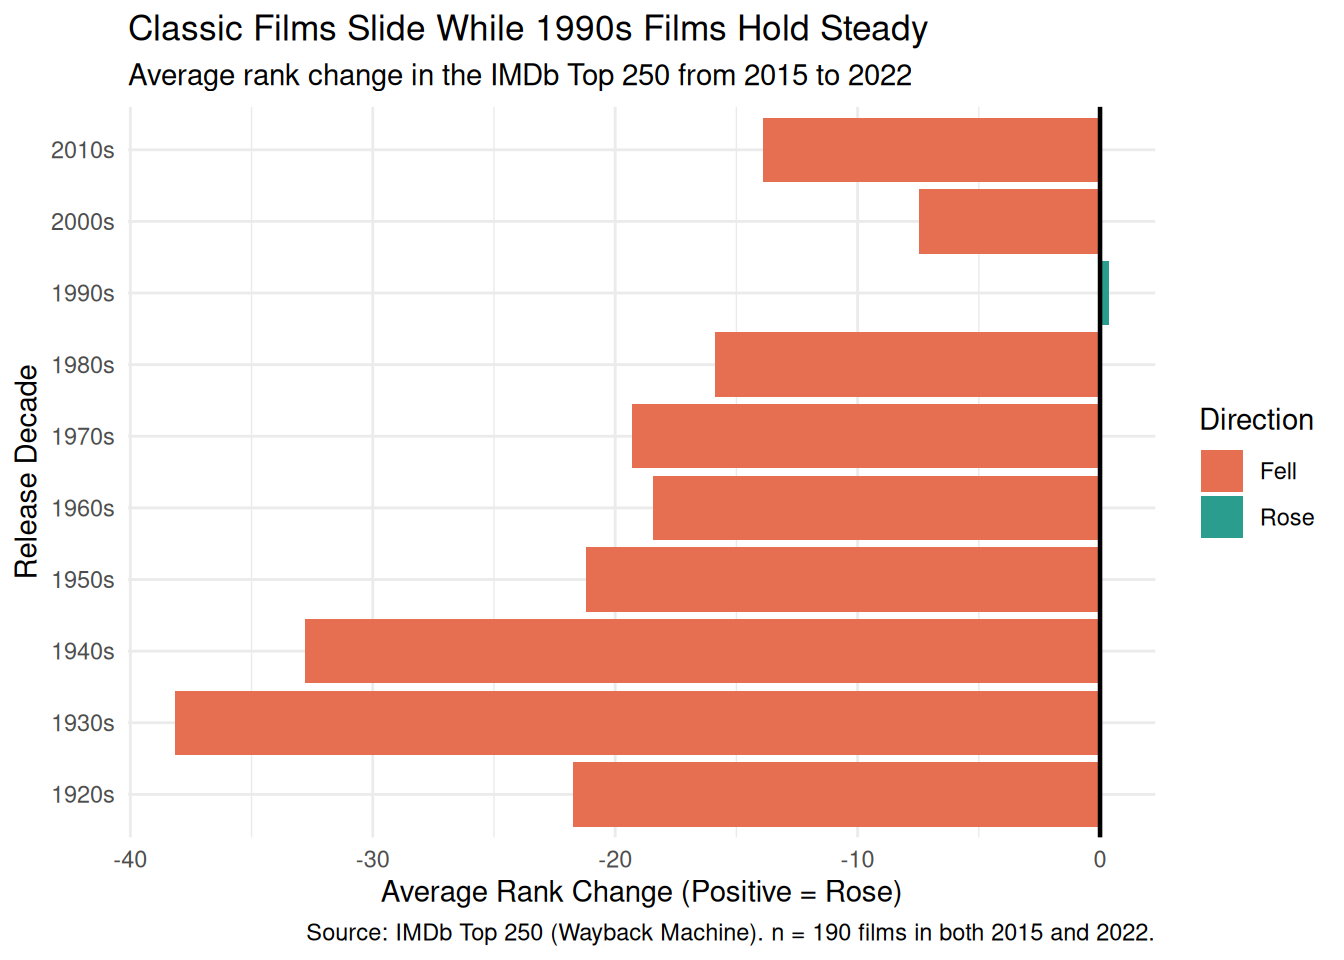 Classic Films Slide While 1990s Films Hold Steady
Average rank change in the IMDb Top 250 from 2015 to 2022
Release Decade
2010s
2000s
1990s
1980s
1970s
1960s
1950s
1940s
1930s
1920s
-40
-30
-20
-10
0
Average Rank Change (Positive = Rose)
Direction
Fell
Rose
Source: IMDb Top 250 (Wayback Machine). n = 190 films in both 2015 and 2022.